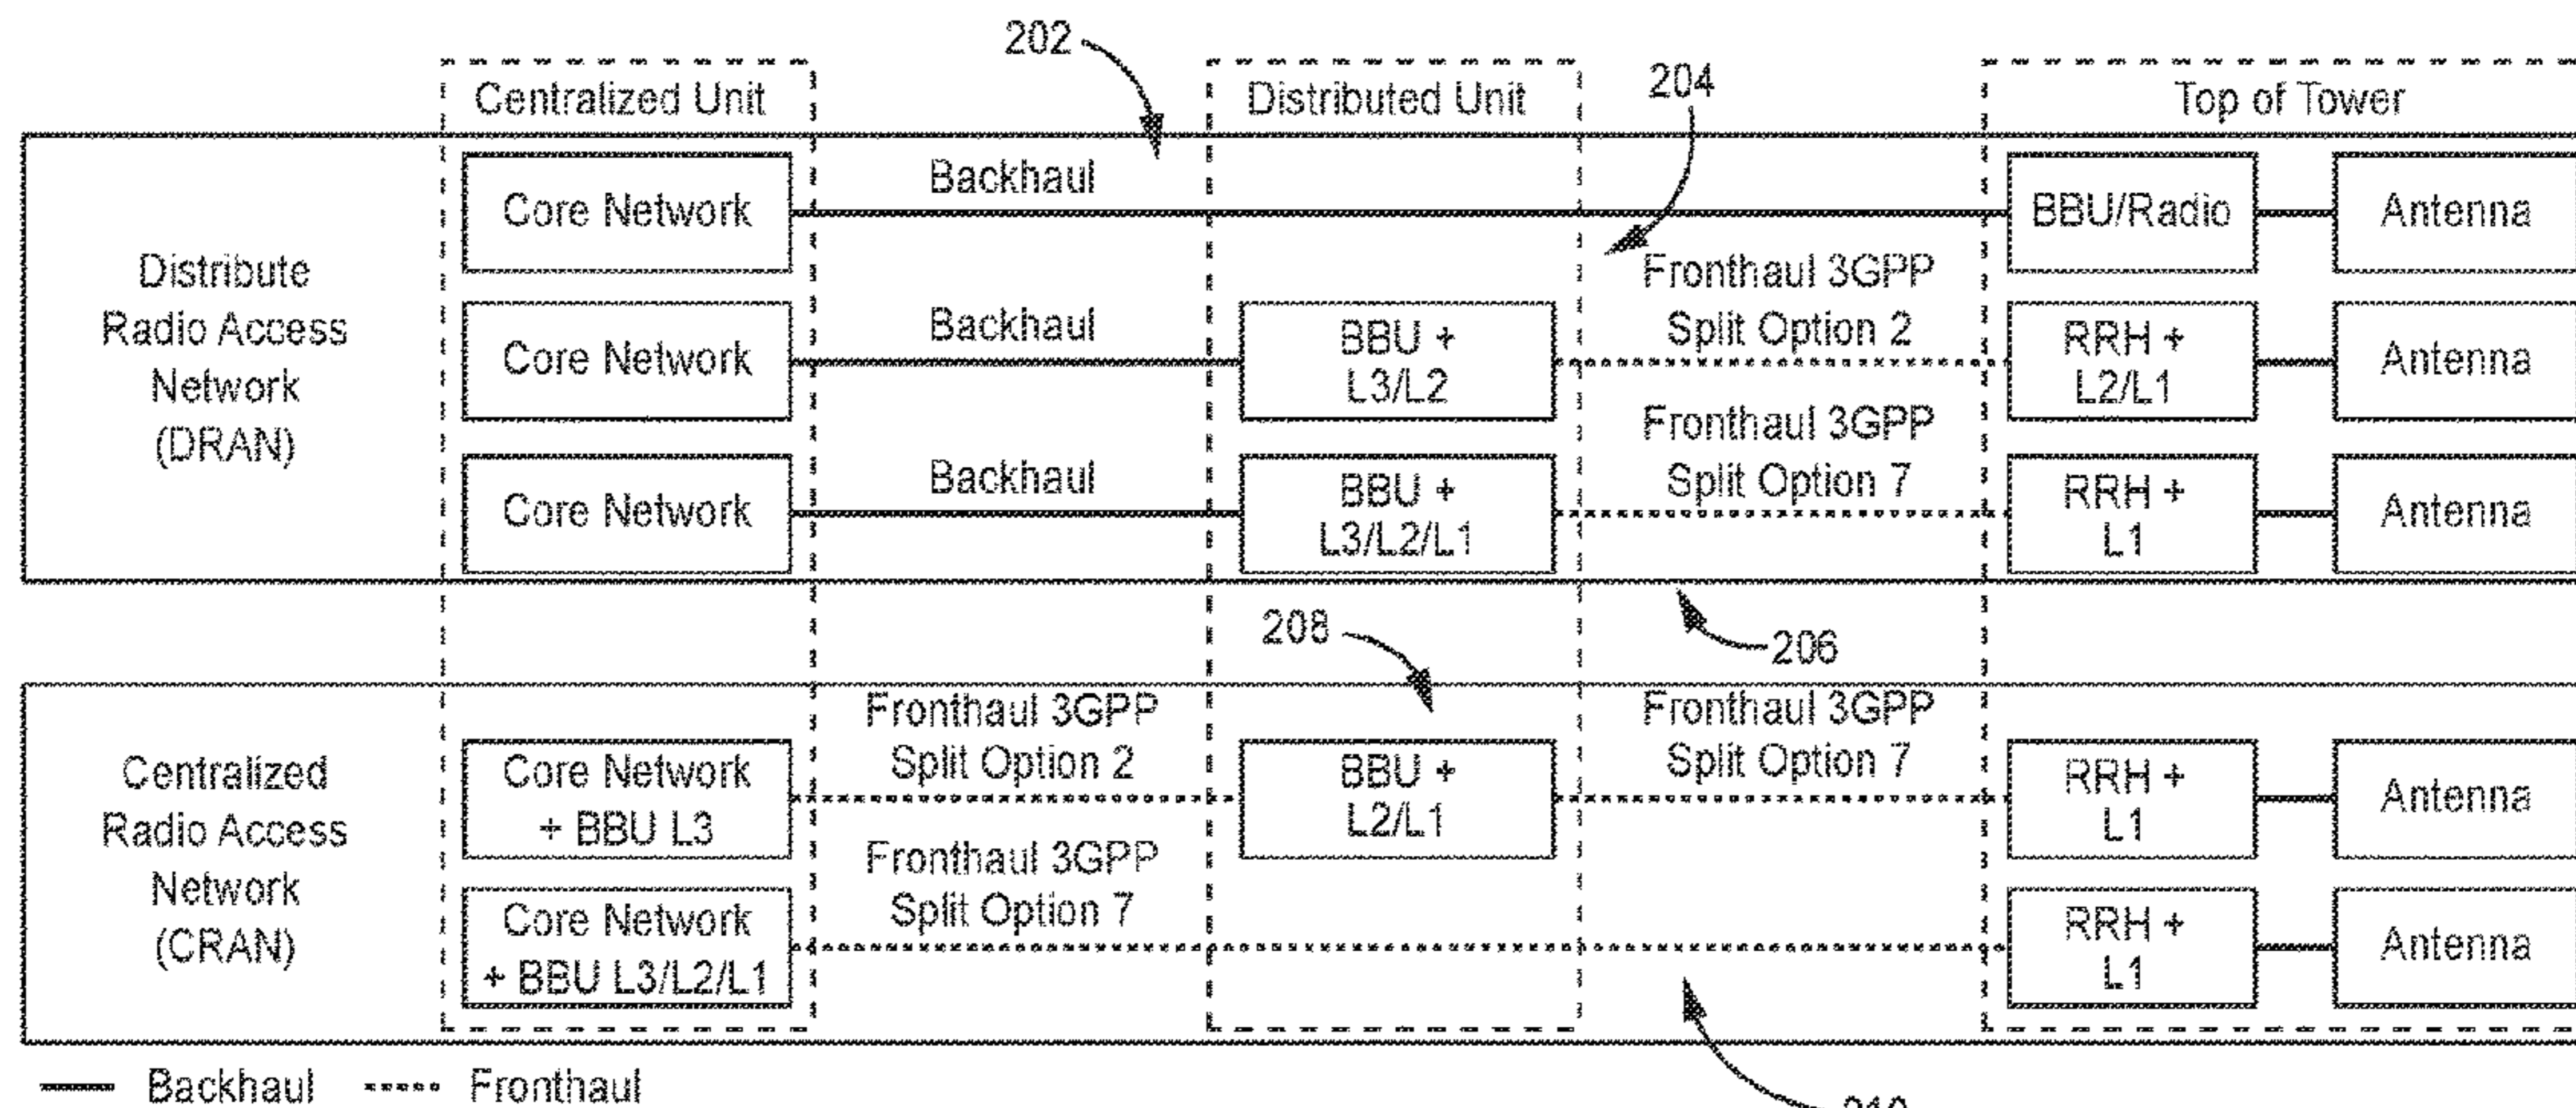 202
204
Centralized Unit
Distributed Unit
Top of Tower
Distribute
Radio Access
Network
(DRAN)
Core Network
Backhaul
BBU/Radio
Antenna
Core Network
Backhaul
BBU +
L3/L2
Fronthaul 3GPP
Split Option 2
RRH +
L2/L1
Antenna
Core Network
Backhaul
BBU +
L3/L2/L1
Fronthaul 3GPP
Split Option 7
RRH +
L1
Antenna
206
208
Centralized
Radio Access
Network
(CRAN)
Core Network
+ BBU L3
Fronthaul 3GPP
Split Option 2
BBU +
L2/L1
Fronthaul 3GPP
Split Option 7
RRH +
L1
Antenna
Core Network
+ BBU L3/L2/L1
Fronthaul 3GPP
Split Option 7
RRH +
L1
Antenna
Backhaul
Fronthaul